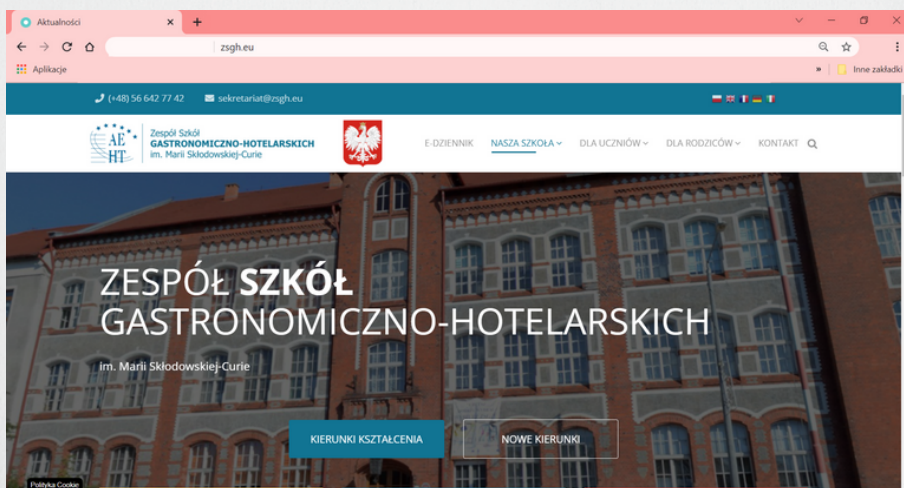 Aktualności
zsgh.eu
Aplikacje
» Inne zakładki
(+48) 56 642 77 42 sekretariat@zsgh.eu
AE
HT
Zespół Szkół
GASTRONOMICZNO-HOTELARSKICH
im. Marii Skłodowskiej-Curie
E-DZIENNIK NASZA SZKOŁA DLA UCZNIÓW DLA RODZICÓW KONTAKT
ZESPÓŁ SZKÓŁ
GASTRONOMICZNO-HOTELARSKICH
im. Marii Skłodowskiej-Curie
KIERUNKI KSZTAŁCENIA NOWE KIERUNKI
Polityka Cookie